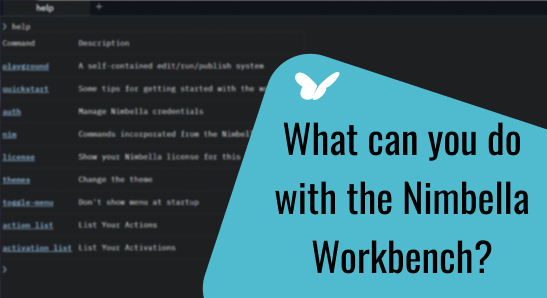 help
❯ help
Command Description
playground A self-contained edit/run/publish system
quickstart Some tips for getting started with the
auth Manage Nimbella credentials
nim Commands incorporated from the
license Show your Nimbella license for this
themes Change the theme
toggle-menu Don't show menu at startup
action list List Your Actions
activation list List Your Activations
❯
What can you do
with the Nimbella
Workbench?